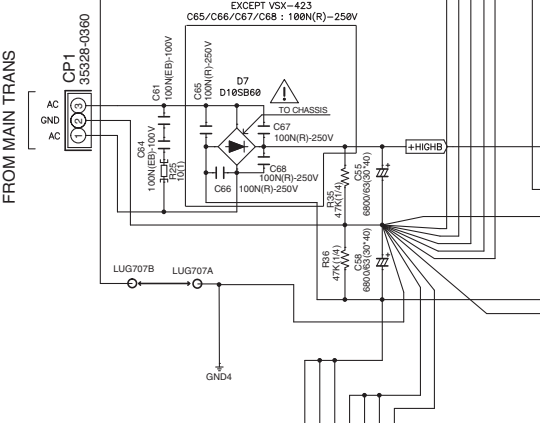 EXCEPT VSX-423
C65/C66/C67/C68 : 100N(R)-250V
FROM MAIN TRANS
CP1
35328-0360
AC
GND
AC
3
2
1
C61
100N(EB)-100V
C64
100N(EB)-100V
R25
10(1)
C65
100N(R)-250V
D7
D10SB60
!
TO CHASSIS
C67
100N(R)-250V
C68
100N(R)-250V
C66
100N(R)-250V
+HIGHB
R35
47K(1/4)
C55
6800/63(30*40)
+
R36
47K(1/4)
C58
6800/63(30*40)
+
LUG707B
LUG707A
GND4